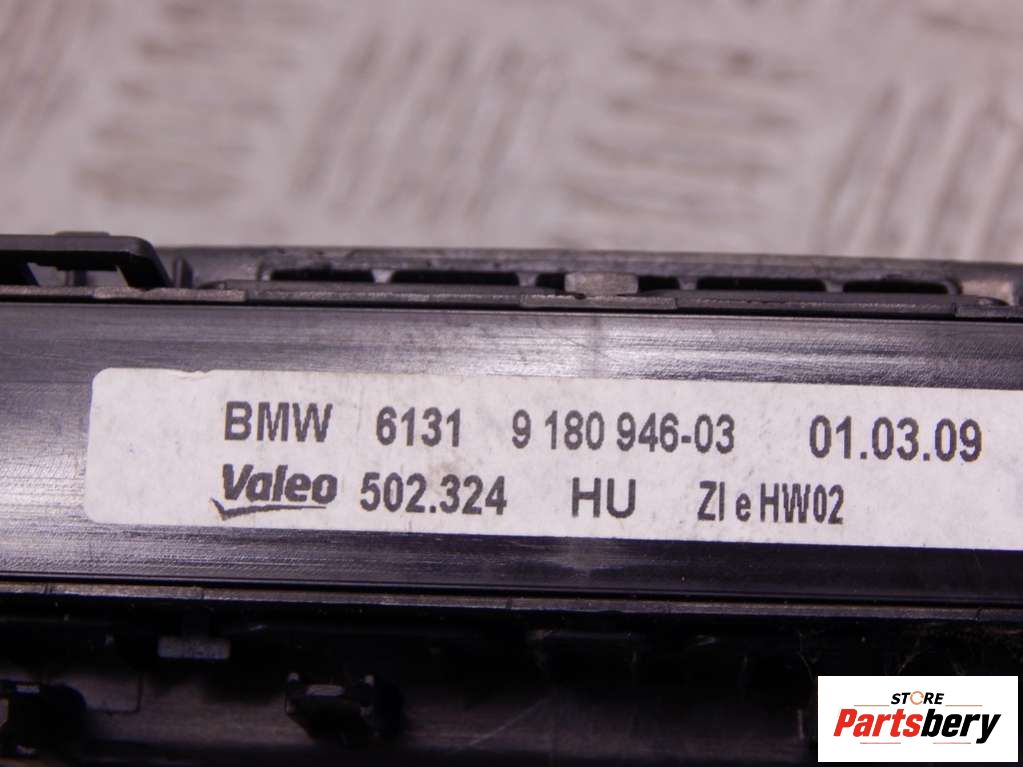 BMW 6131 9 180 946-03 01.03.09
Valeo 502.324 HU ZI e HW02
STORE
Partsbery